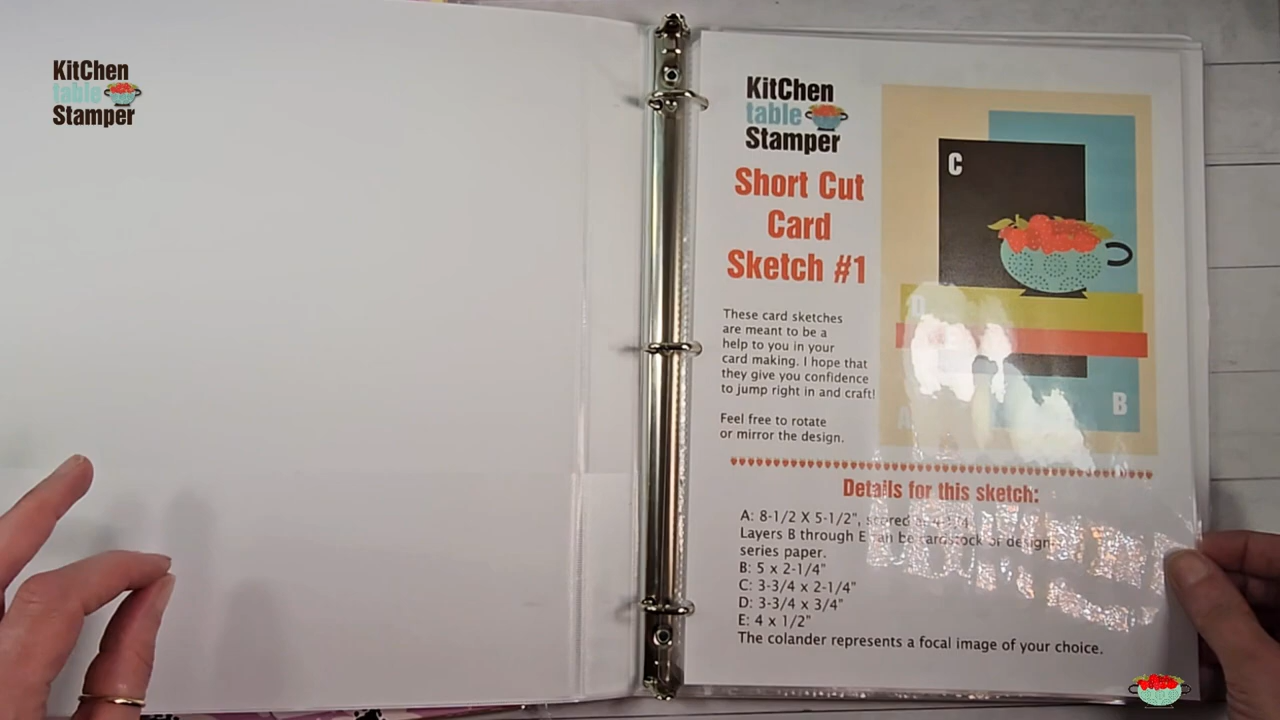 KitChen
table
Stamper
KitChen
table
Stamper
Short Cut
Card
Sketch #1
These card sketches
are meant to be a
help to you in your
card making. I hope that
they give you confidence
to jump right in and craft!
Feel free to rotate
or mirror the design.
C
D
A
B
Details for this sketch:
A: 8-1/2 X 5-1/2", scored
Layers B through E can be cardstock or design
series paper.
B: 5 x 2-1/4"
C: 3-3/4 x 2-1/4"
D: 3-3/4 x 3/4"
E: 4 x 1/2"
The colander represents a focal image of your choice.